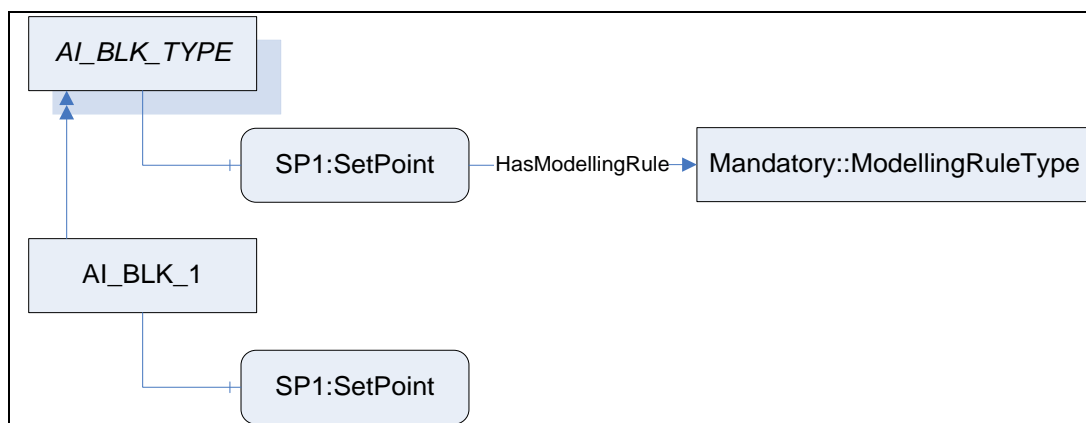 AI_BLK_TYPE
SP1:SetPoint
HasModellingRule
Mandatory::ModellingRuleType
AI_BLK_1
SP1:SetPoint